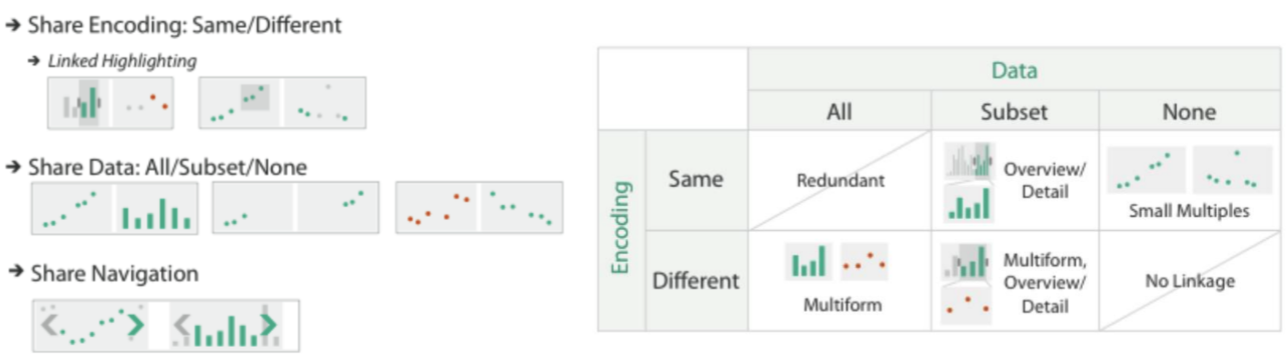 → Share Encoding: Same/Different
→ Linked Highlighting
→ Share Data: All/Subset/None
→ Share Navigation
Data
All
Subset
None
Encoding
Same
Redundant
Overview/
Detail
Small Multiples
Different
Multiform
Multiform,
Overview/
Detail
No Linkage